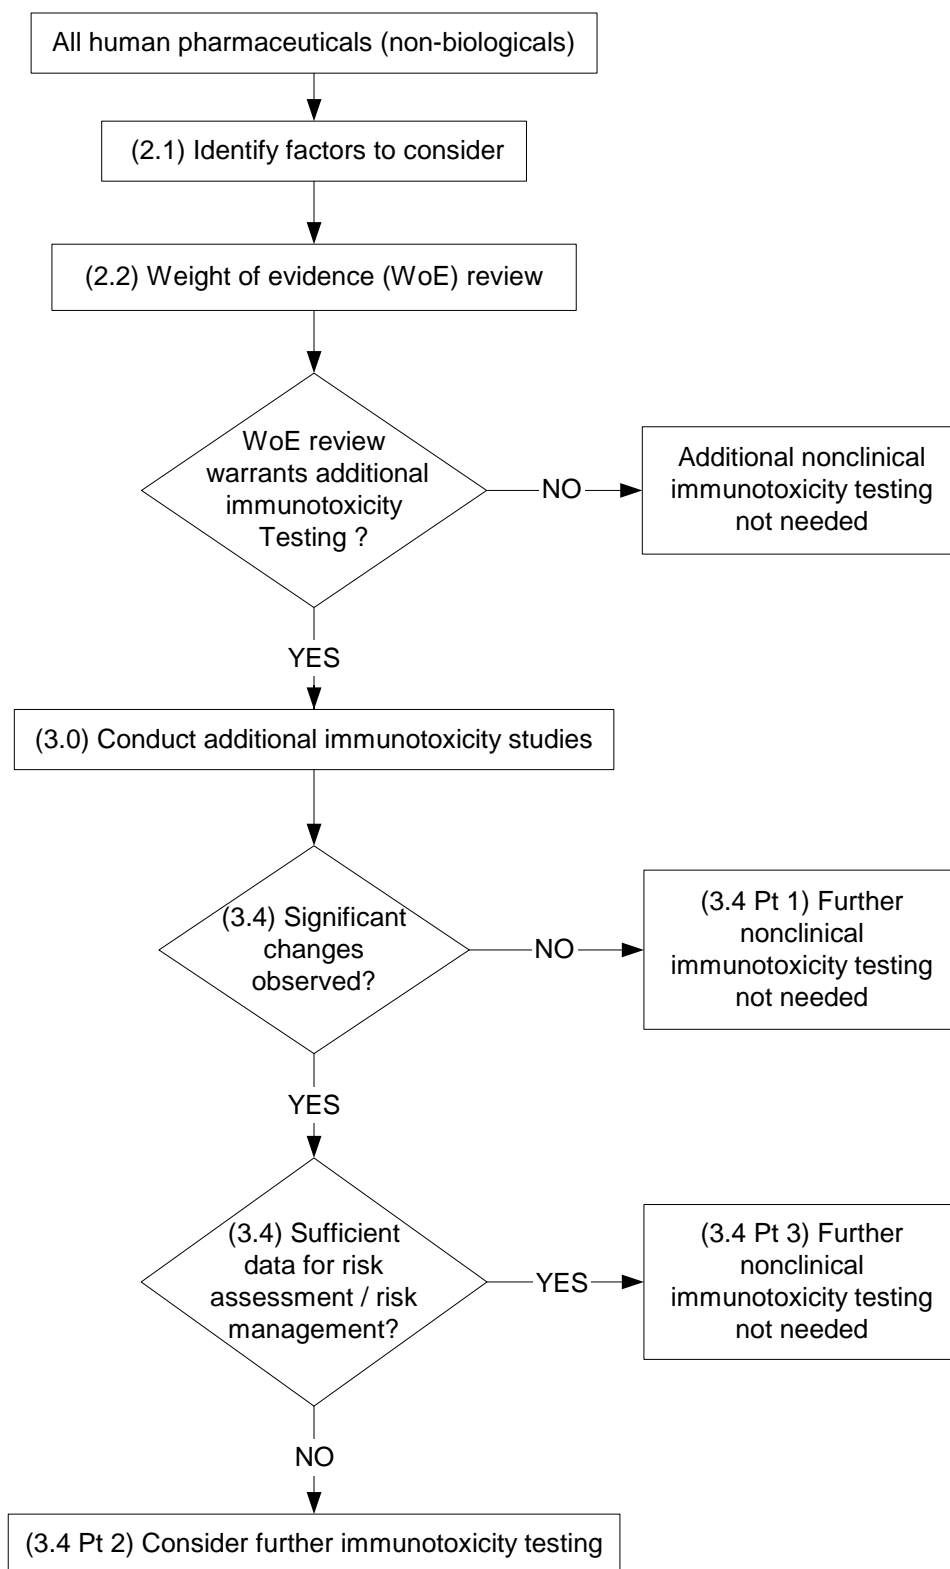 All human pharmaceuticals (non-biologicals)
(2.1) Identify factors to consider
(2.2) Weight of evidence (WoE) review
WoE review
warrants additional
immunotoxicity
Testing ?
NO
Additional nonclinical
immunotoxicity testing
not needed
YES
(3.0) Conduct additional immunotoxicity studies
(3.4) Significant
changes
observed?
NO
(3.4 Pt 1) Further
nonclinical
immunotoxicity testing
not needed
YES
(3.4) Sufficient
data for risk
assessment / risk
management?
YES
(3.4 Pt 3) Further
nonclinical
immunotoxicity testing
not needed
NO
(3.4 Pt 2) Consider further immunotoxicity testing